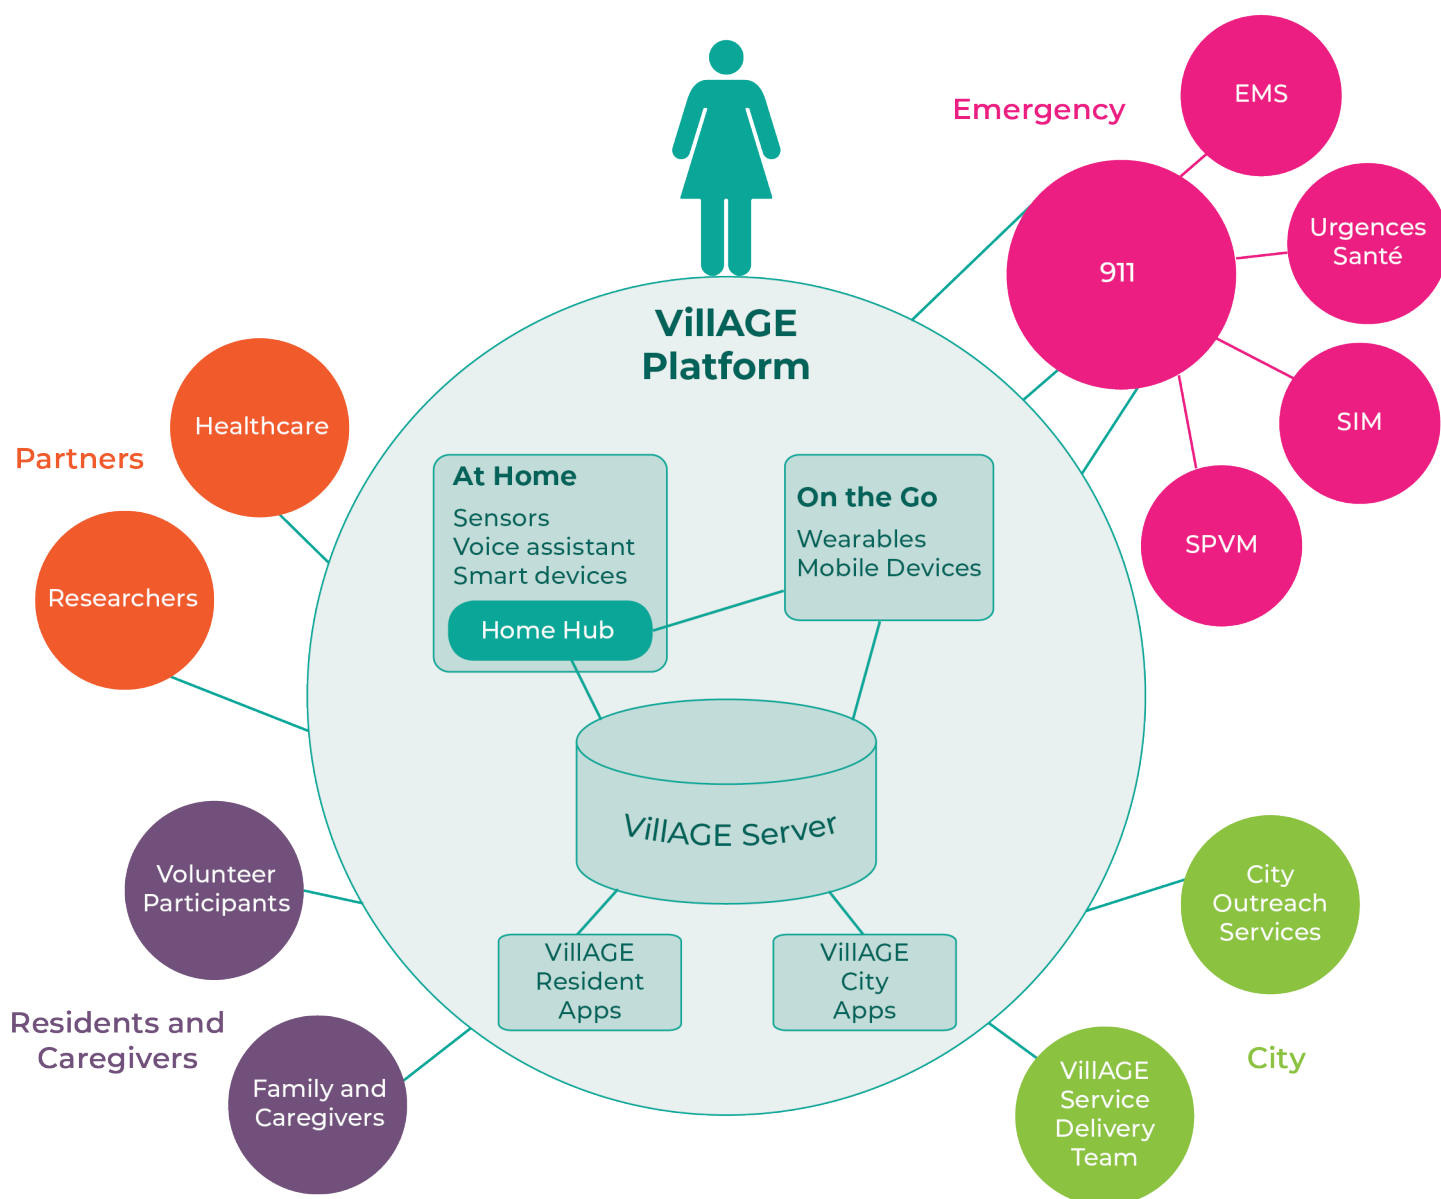 Emergency
EMS
Urgences
Santé
911
SIM
SPVM
VillAGE
Platform
Partners
Healthcare
Researchers
At Home
Sensors
Voice assistant
Smart devices
Home Hub
On the Go
Wearables
Mobile Devices
VillAGE Server
VillAGE
Resident
Apps
VillAGE
City
Apps
Volunteer
Participants
Residents and
Caregivers
Family and
Caregivers
City
Outreach
Services
City
VillAGE
Service
Delivery
Team